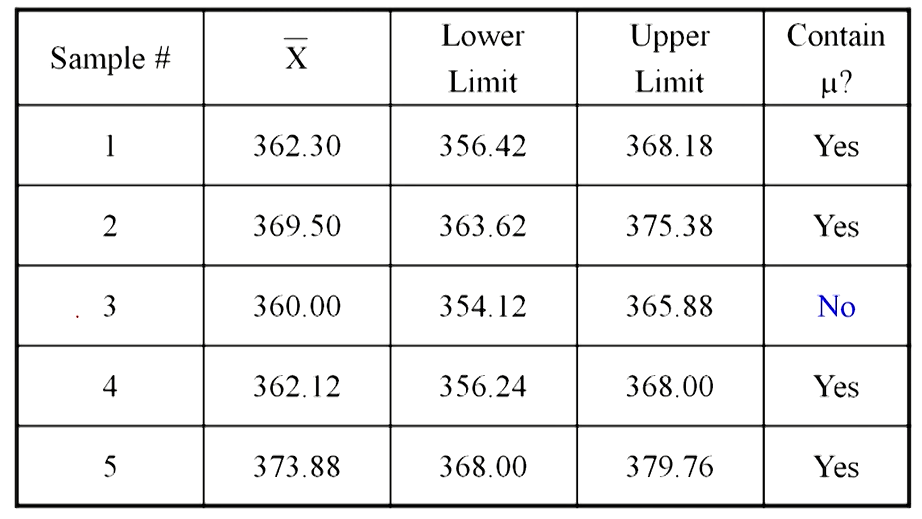 Sample # X̅ Lower Limit Upper Limit Contain μ?
1 362.30 356.42 368.18 Yes
2 369.50 363.62 375.38 Yes
3 360.00 354.12 365.88 No
4 362.12 356.24 368.00 Yes
5 373.88 368.00 379.76 Yes